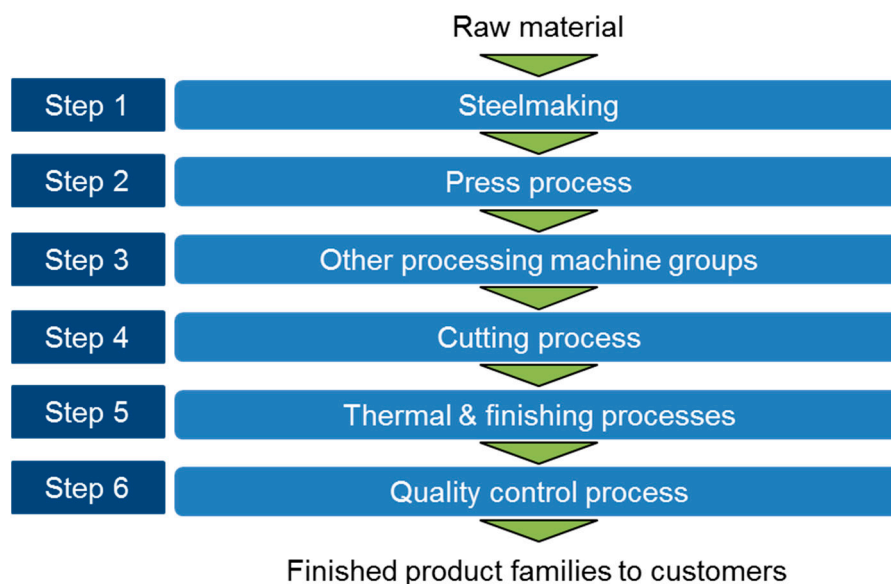 Raw material
Step 1
Steelmaking
Step 2
Press process
Step 3
Other processing machine groups
Step 4
Cutting process
Step 5
Thermal & finishing processes
Step 6
Quality control process
Finished product families to customers